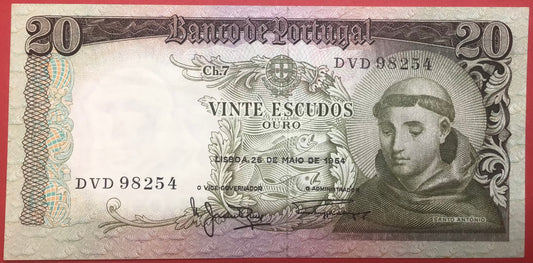 20 Banco de Portugal 20
Ch.7 DVD 98254
VINTE ESCUDOS
OURO
LISBOA, 26 DE MAIO DE 1964
DVD 98254 O VICE-GOVERNADOR O ADMINISTRADOR
SANTO ANTÓNIO